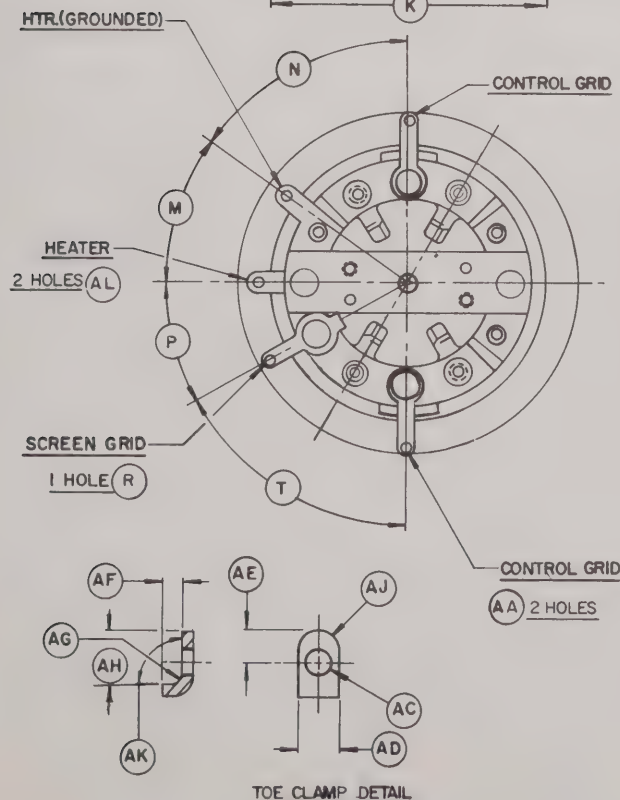 K
HTR.(GROUNDED)
N
CONTROL GRID
M
HEATER
2 HOLES AL
P
SCREEN GRID
1 HOLE R
T
CONTROL GRID
AA 2 HOLES
AF
AE
AJ
AG
AH
AC
AK
AD
TOE CLAMP DETAIL